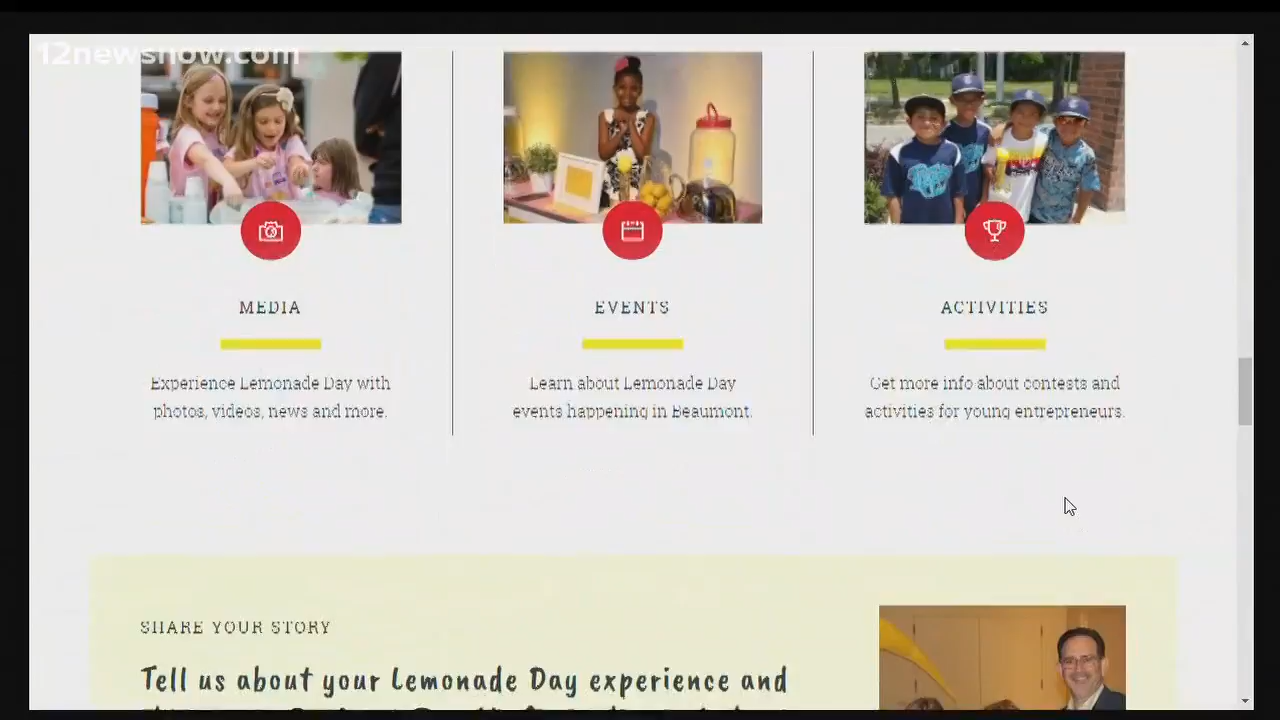 12newsnow.com
MEDIA
Experience Lemonade Day with
photos, videos, news and more.
EVENTS
Learn about Lemonade Day
events happening in Beaumont.
ACTIVITIES
Get more info about contests and
activities for young entrepreneurs.
SHARE YOUR STORY
Tell us about your Lemonade Day experience and